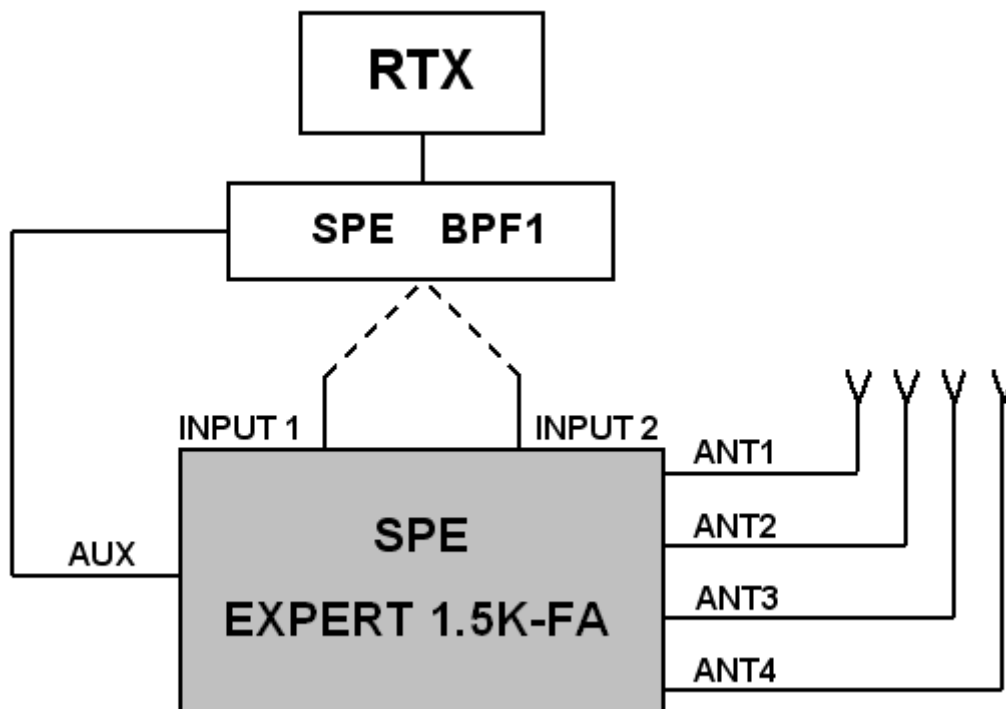 RTX
SPE BPF1
INPUT 1
INPUT 2
ANT1
SPE
ANT2
AUX
ANT3
EXPERT 1.5K-FA
ANT4